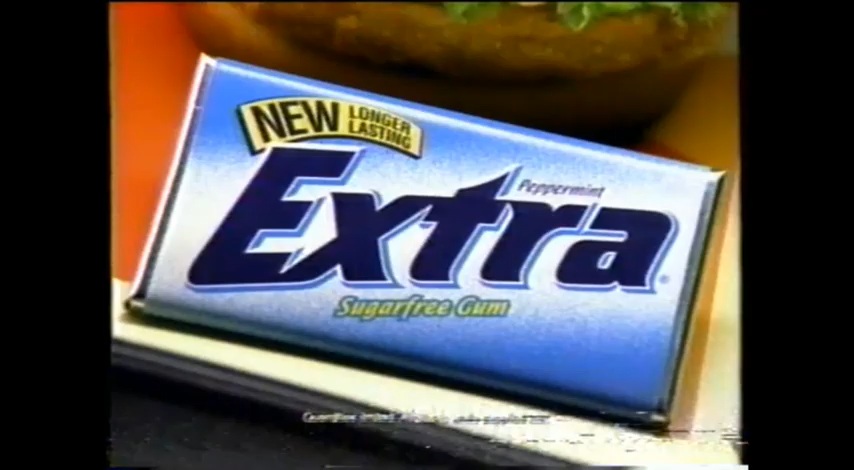 NEW LONGER
LASTING
Extra
Peppermint
Sugarfree Gum